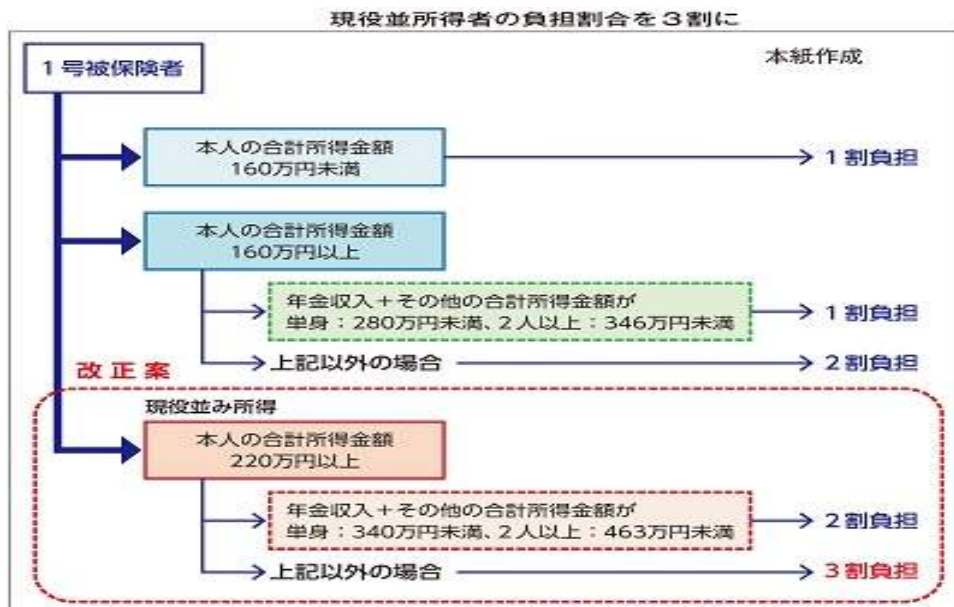 現役並所得者の負担割合を3割に
本紙作成
1号被保険者
本人の合計所得金額
160万円未満
1割負担
本人の合計所得金額
160万円以上
年金収入+その他の合計所得金額が
単身:280万円未満、2人以上:346万円未満
1割負担
上記以外の場合
2割負担
改正案
現役並み所得
本人の合計所得金額
220万円以上
年金収入+その他の合計所得金額が
単身:340万円未満、2人以上:463万円未満
2割負担
上記以外の場合
3割負担